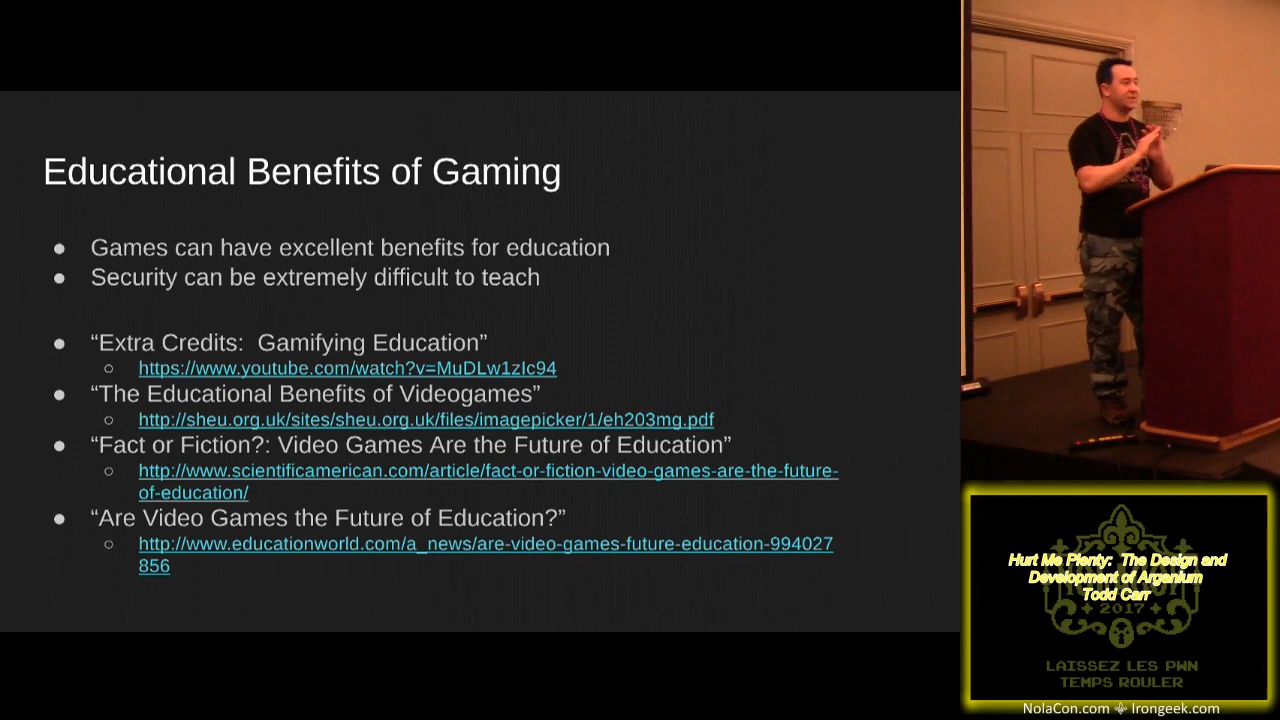 Educational Benefits of Gaming
● Games can have excellent benefits for education
● Security can be extremely difficult to teach
● “Extra Credits:  Gamifying Education”
○ https://www.youtube.com/watch?v=MuDLw1zIc94
● “The Educational Benefits of Videogames”
○ http://sheu.org.uk/sites/sheu.org.uk/files/imagepicker/1/eh203mg.pdf
● “Fact or Fiction?: Video Games Are the Future of Education”
○ http://www.scientificamerican.com/article/fact-or-fiction-video-games-are-the-future-
of-education/
● “Are Video Games the Future of Education?”
○ http://www.educationworld.com/a_news/are-video-games-future-education-994027
856
Hurt Me Plenty:  The Design and
Development of Arganium
Todd Carr
2017
LAISSEZ LES PWN
TEMPS ROULER
NolaCon.com ⚜ Irongeek.com